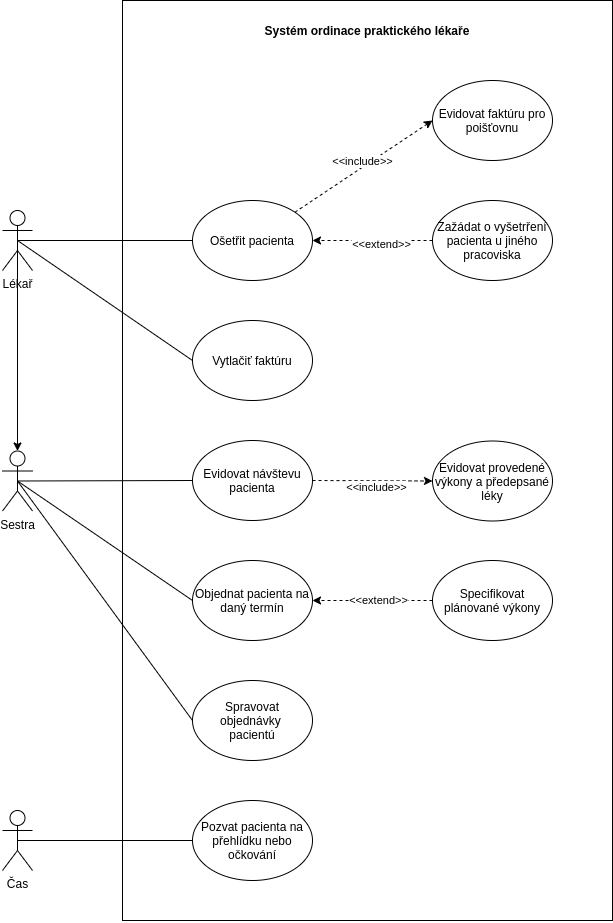 Systém ordinace praktického lékaře
Evidovat faktúru pro
poišťovnu
<<include>>
Ošetřit pacienta
<<extend>>
Zažádat o vyšetrření
pacienta u jiného
pracoviska
Lékař
Vytlačiť faktúru
Evidovat návštevu
pacienta
<<include>>
Evidovat provedené
výkony a předepsané
léky
Sestra
Objednat pacienta na
daný termín
<<extend>>
Specifikovat
plánované výkony
Spravovat
objednávky
pacientú
Pozvat pacienta na
přehlídku nebo
očkování
Čas